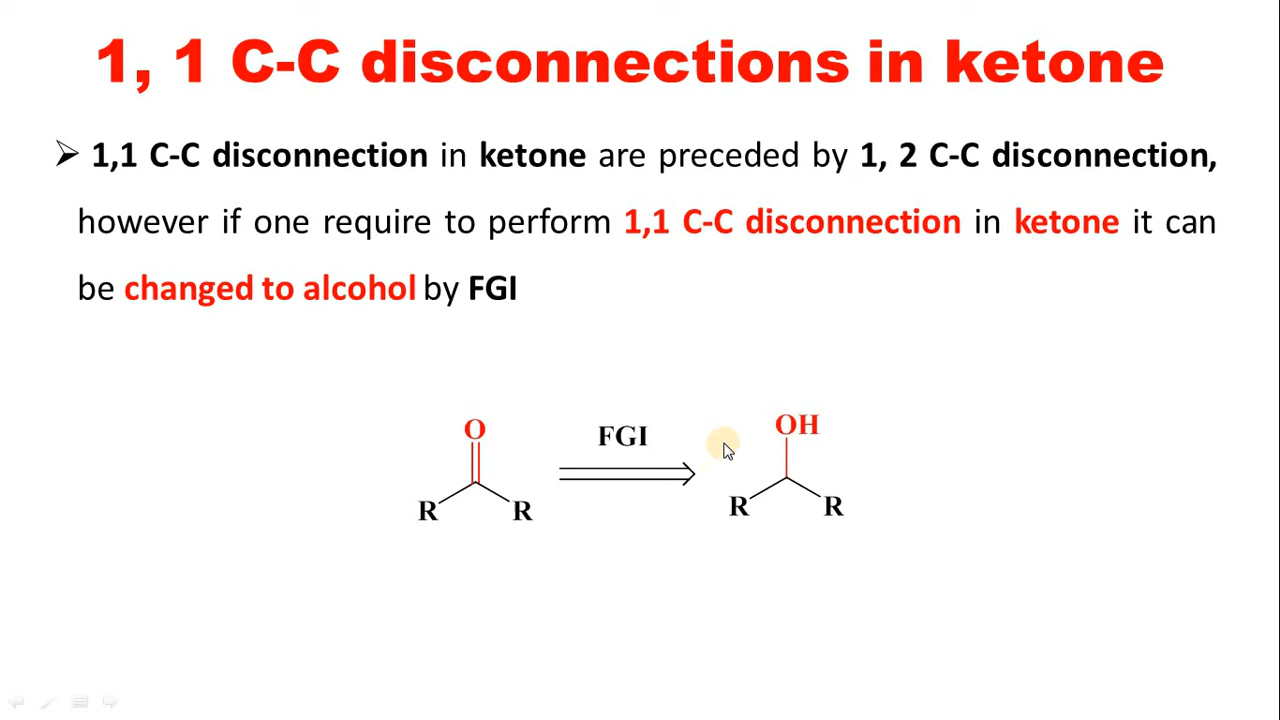 1, 1 C-C disconnections in ketone
➢ 1,1 C-C disconnection in ketone are preceded by 1, 2 C-C disconnection,
however if one require to perform 1,1 C-C disconnection in ketone it can
be changed to alcohol by FGI
O
FGI
OH
R
R
R
R